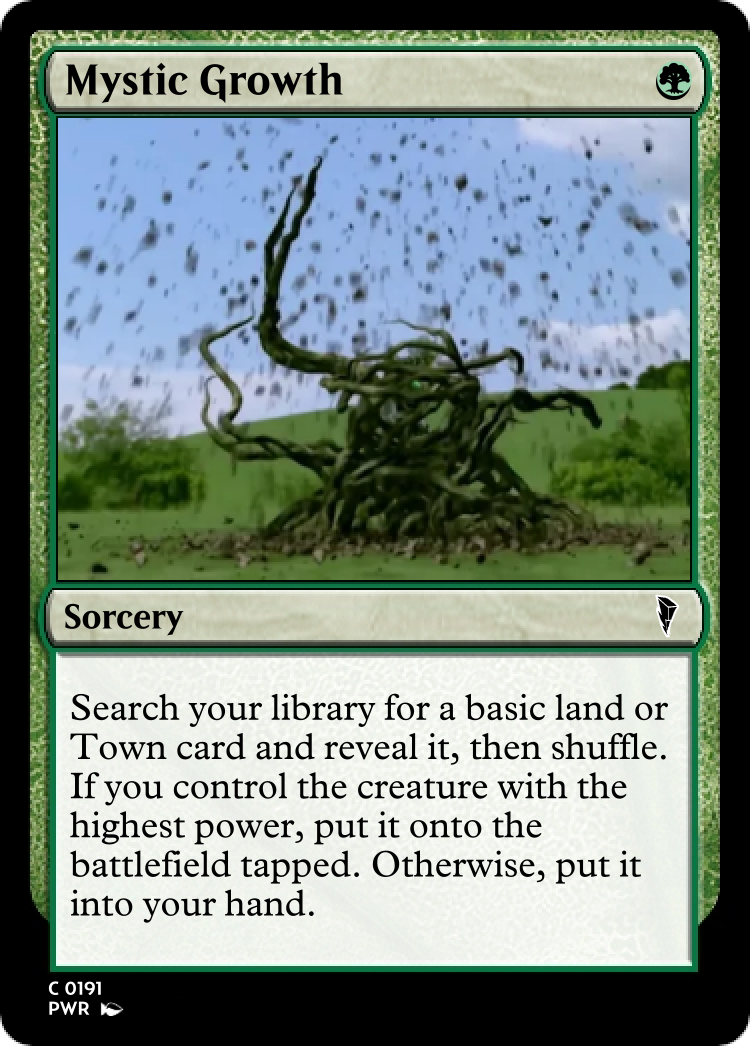 Mystic Growth
Sorcery
Search your library for a basic land or
Town card and reveal it, then shuffle.
If you control the creature with the
highest power, put it onto the
battlefield tapped. Otherwise, put it
into your hand.
C 0191
PWR